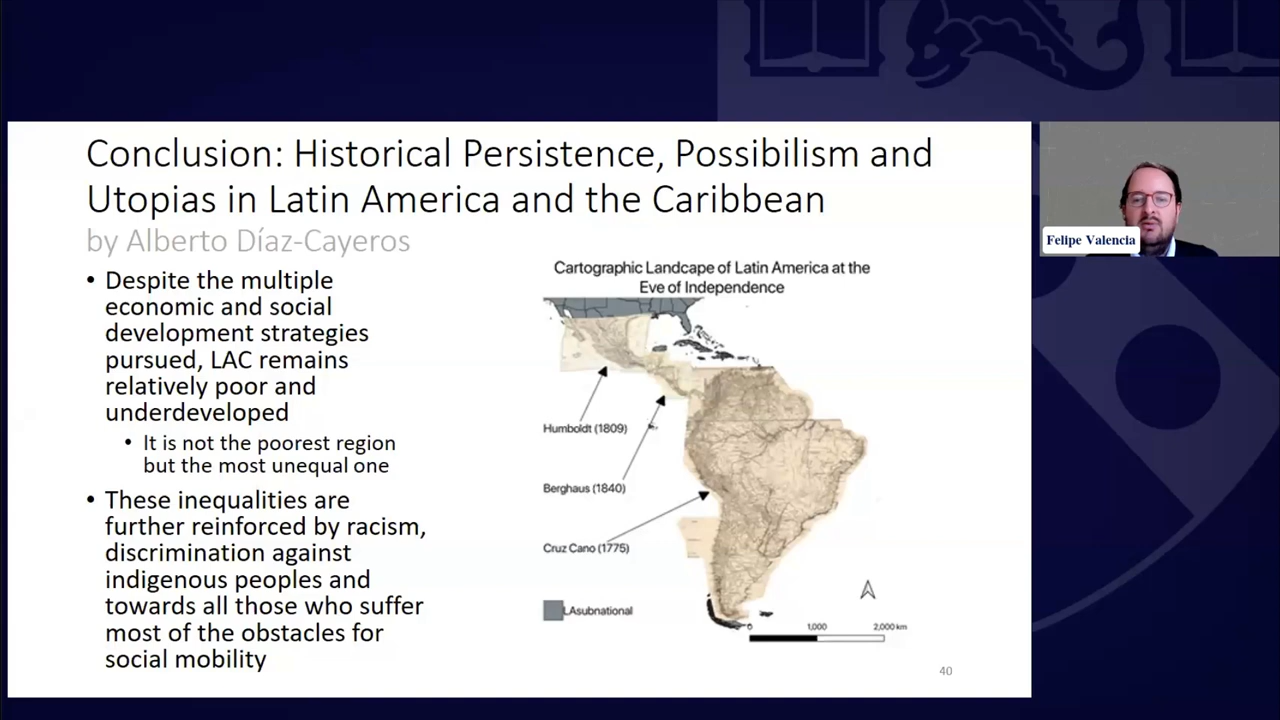 Conclusion: Historical Persistence, Possibilism and
Utopias in Latin America and the Caribbean
by Alberto Díaz-Cayeros
• Despite the multiple
economic and social
development strategies
pursued, LAC remains
relatively poor and
underdeveloped
• It is not the poorest region
but the most unequal one
• These inequalities are
further reinforced by racism,
discrimination against
indigenous peoples and
towards all those who suffer
most of the obstacles for
social mobility
Cartographic Landcape of Latin America at the
Eve of Independence
Humboldt (1809)
Berghaus (1840)
Cruz Cano (1775)
LAsubnational
0 1,000 2,000 km
40
Felipe Valencia